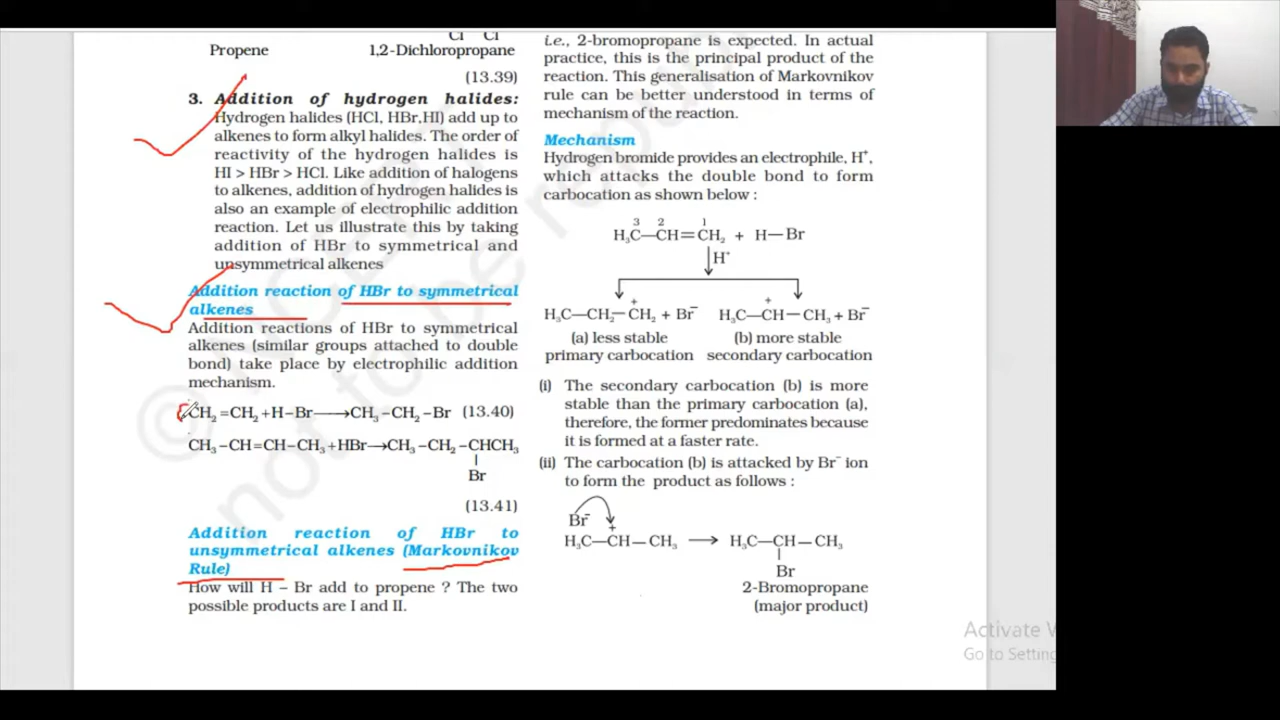 Cl Cl
Propene 1,2-Dichloropropane
(13.39)
3. Addition of hydrogen halides:
Hydrogen halides (HCl, HBr,HI) add up to
alkenes to form alkyl halides. The order of
reactivity of the hydrogen halides is
HI > HBr > HCl. Like addition of halogens
to alkenes, addition of hydrogen halides is
also an example of electrophilic addition
reaction. Let us illustrate this by taking
addition of HBr to symmetrical and
unsymmetrical alkenes
Addition reaction of HBr to symmetrical
alkenes
Addition reactions of HBr to symmetrical
alkenes (similar groups attached to double
bond) take place by electrophilic addition
mechanism.
CH₂=CH₂+H–Br⟶CH₃–CH₂–Br (13.40)
CH₃–CH=CH–CH₃+HBr→CH₃–CH₂–CHCH₃
Br
(13.41)
Addition reaction of HBr to
unsymmetrical alkenes (Markovnikov
Rule)
How will H – Br add to propene ? The two
possible products are I and II.
i.e., 2-bromopropane is expected. In actual
practice, this is the principal product of the
reaction. This generalisation of Markovnikov
rule can be better understood in terms of
mechanism of the reaction.
Mechanism
Hydrogen bromide provides an electrophile, H⁺,
which attacks the double bond to form
carbocation as shown below :
3 2 1
H₃C—CH=CH₂ + H—Br
H⁺
+ +
H₃C—CH₂—CH₂ + Br⁻ H₃C—CH—CH₃ + Br⁻
(a) less stable (b) more stable
primary carbocation secondary carbocation
(i) The secondary carbocation (b) is more
stable than the primary carbocation (a),
therefore, the former predominates because
it is formed at a faster rate.
(ii) The carbocation (b) is attacked by Br⁻ ion
to form the product as follows :
Br⁻
+
H₃C—CH—CH₃ ⟶ H₃C—CH—CH₃
Br
2-Bromopropane
(major product)
© NCERT
not to be republished
Activate W
Go to Setting